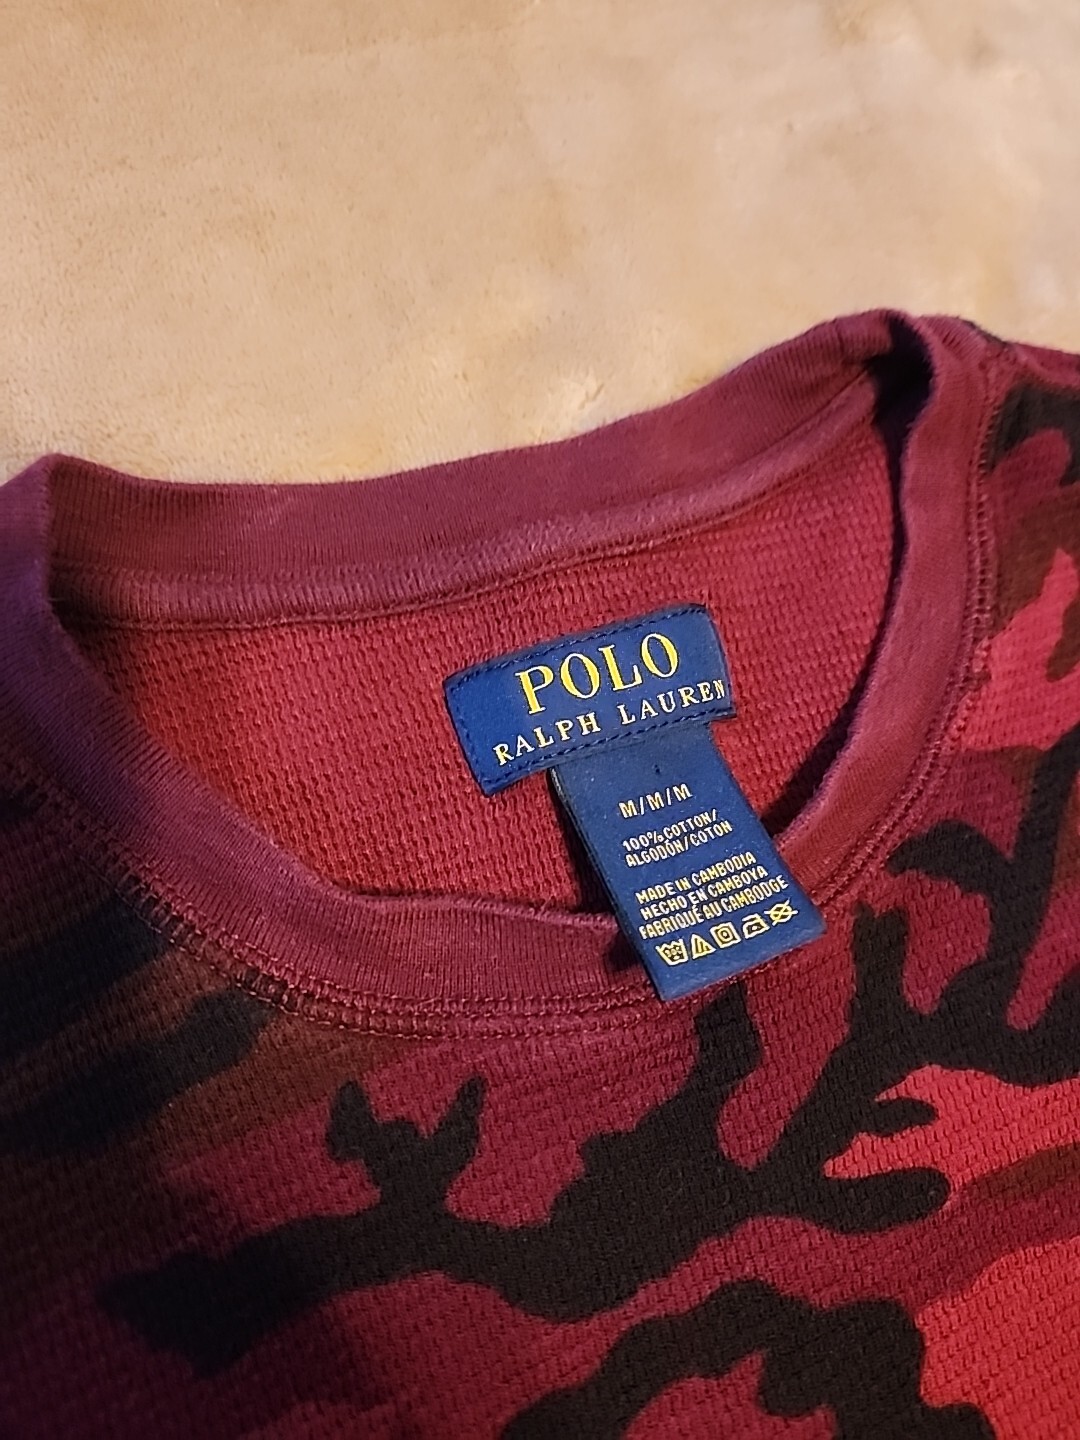 POLO
RALPH LAUREN
M/M/M
100% COTTON/
ALGODÓN/COTON
MADE IN CAMBODIA
HECHO EN CAMBOYA
FABRIQUÉ AU CAMBODGE